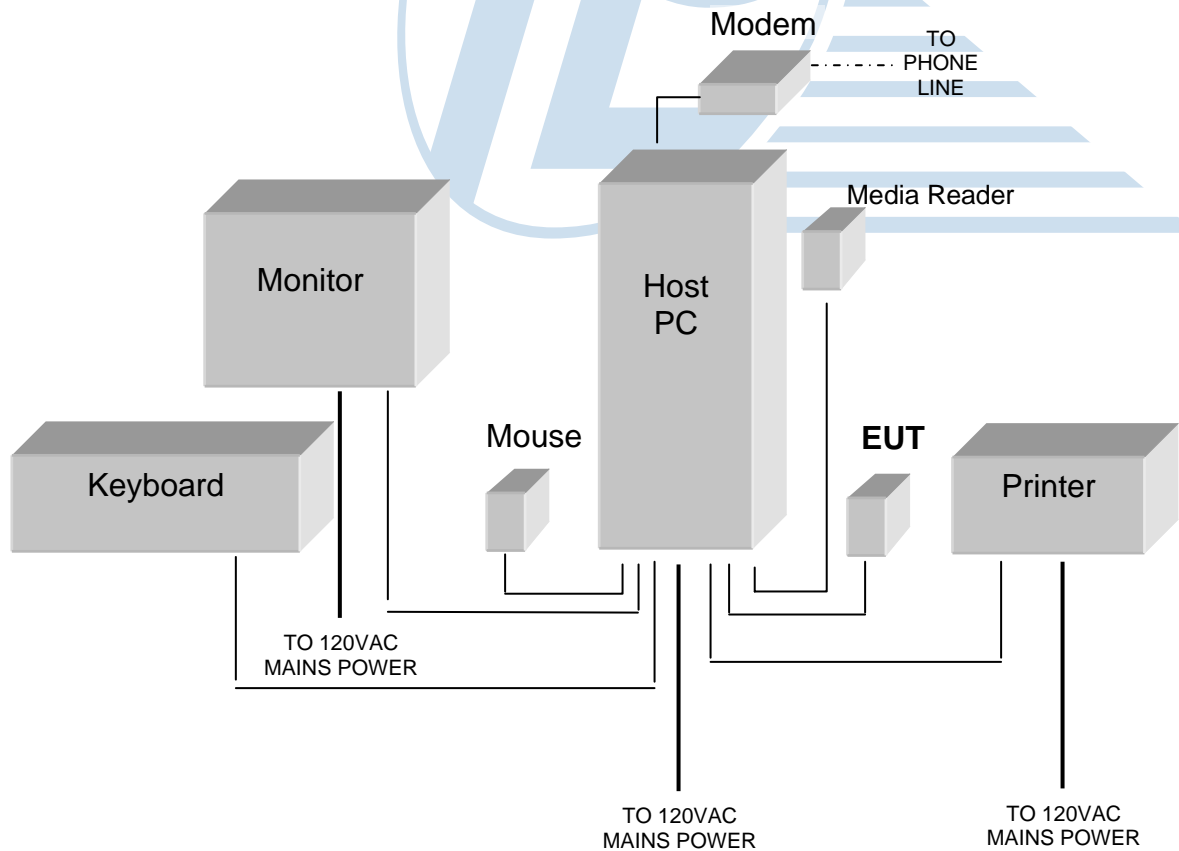 Modem
TO
PHONE
LINE
Media Reader
Monitor
Host
PC
Mouse
EUT
Keyboard
Printer
TO 120VAC
MAINS POWER
TO 120VAC
MAINS POWER
TO 120VAC
MAINS POWER